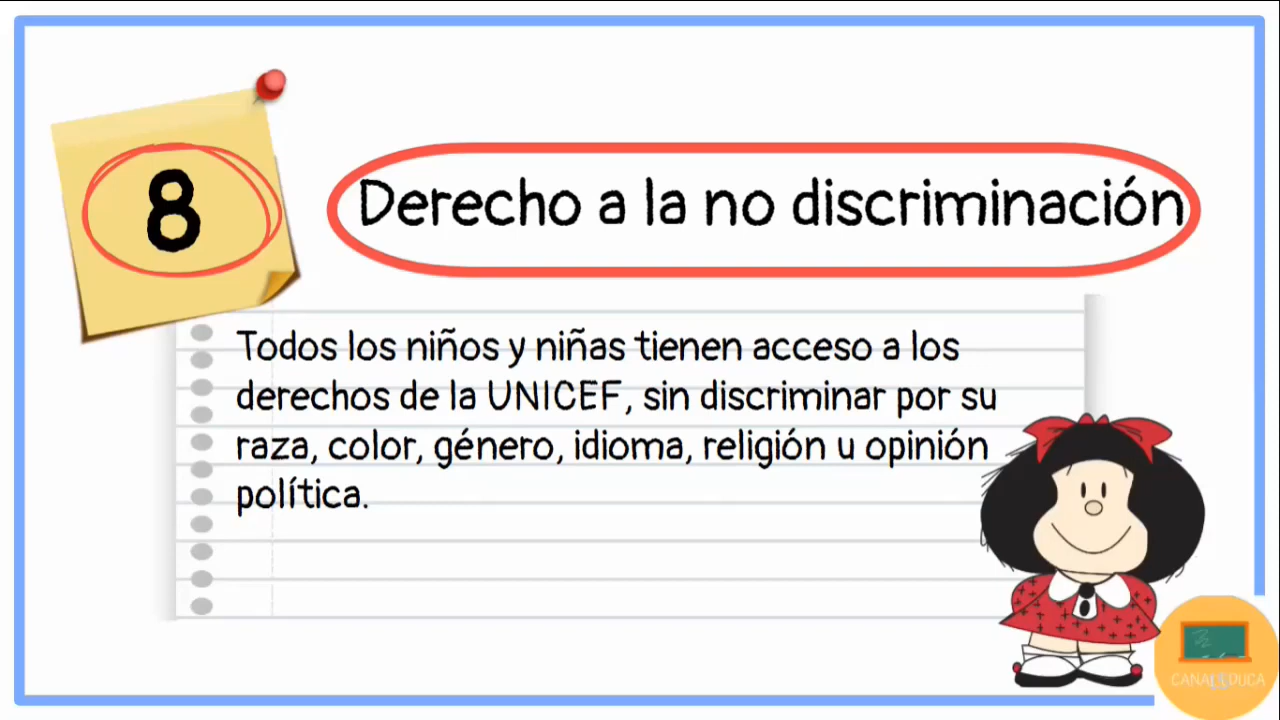 8
Derecho a la no discriminación
Todos los niños y niñas tienen acceso a los
derechos de la UNICEF, sin discriminar por su
raza, color, género, idioma, religión u opinión
política.